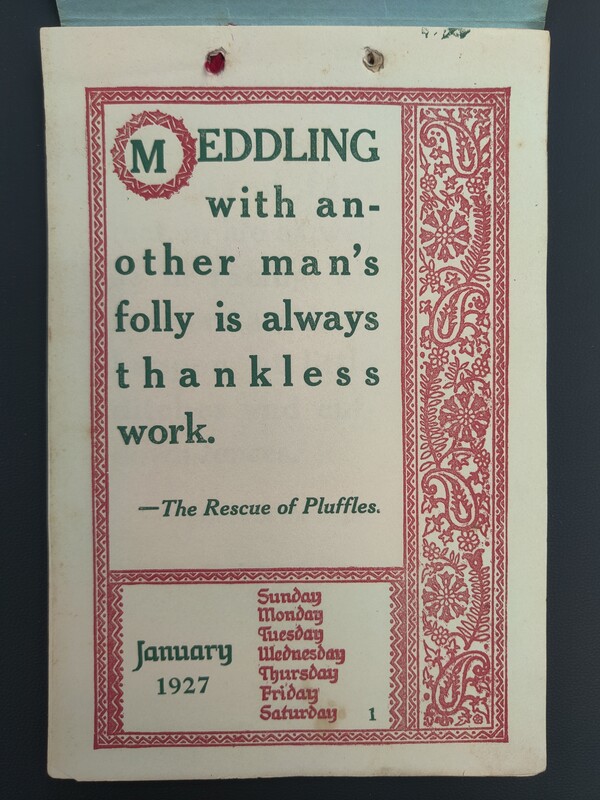 MEDDLING
with an-
other man's
folly is always
thankless
work.
—The Rescue of Pluffles.
January
1927
Sunday
Monday
Tuesday
Wednesday
Thursday
Friday
Saturday 1